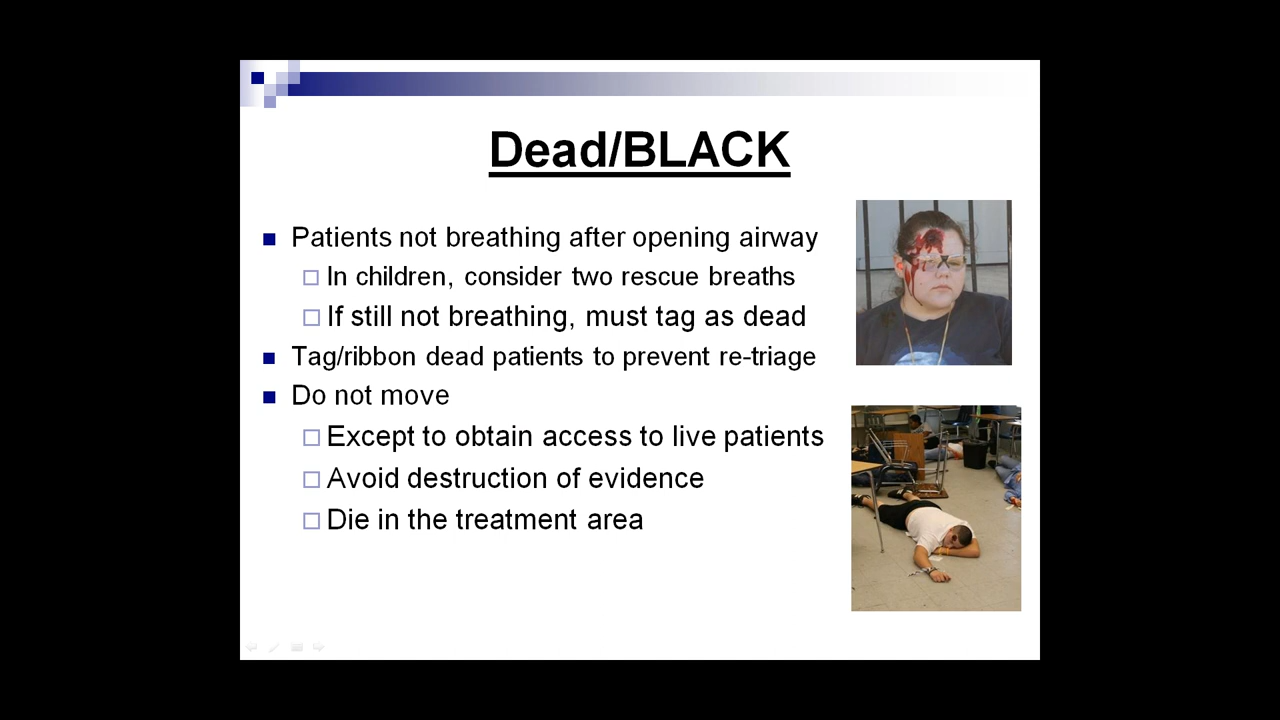 Dead/BLACK
Patients not breathing after opening airway
In children, consider two rescue breaths
If still not breathing, must tag as dead
Tag/ribbon dead patients to prevent re-triage
Do not move
Except to obtain access to live patients
Avoid destruction of evidence
Die in the treatment area